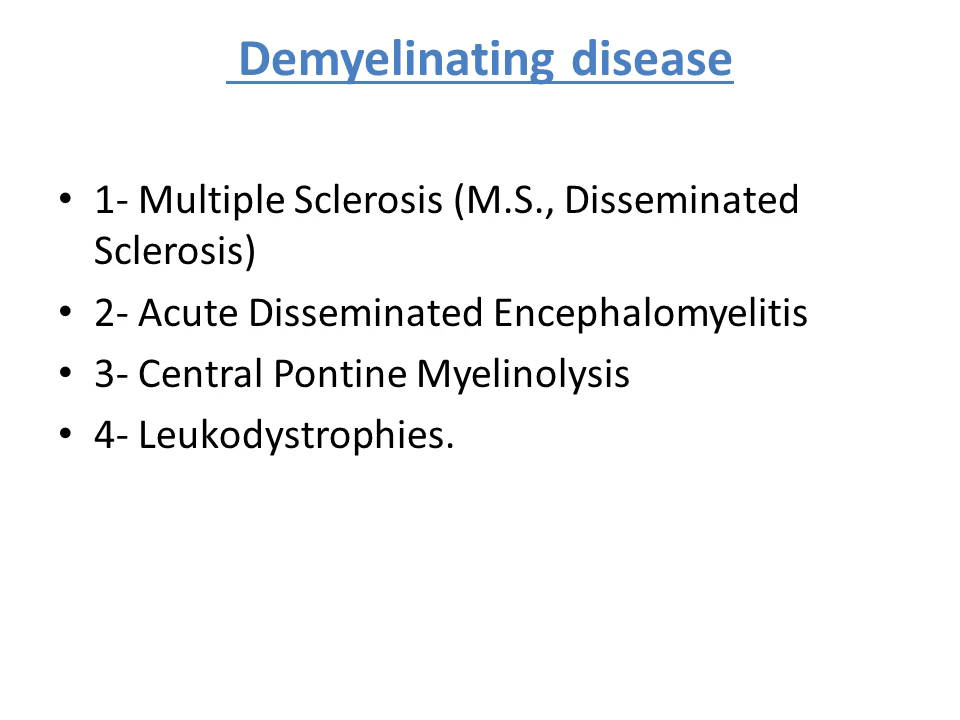 Demyelinating disease
• 1- Multiple Sclerosis (M.S., Disseminated
Sclerosis)
• 2- Acute Disseminated Encephalomyelitis
• 3- Central Pontine Myelinolysis
• 4- Leukodystrophies.